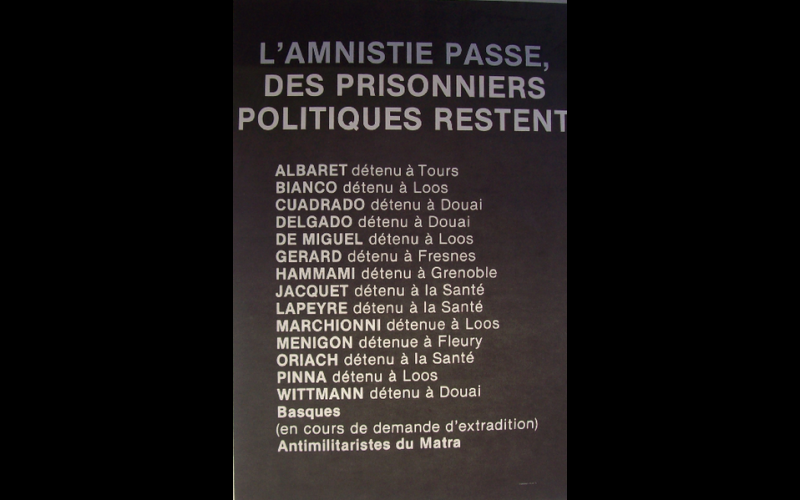 L'AMNISTIE PASSE,
DES PRISONNIERS
POLITIQUES RESTENT
ALBARET détenu à Tours
BIANCO détenu à Loos
CUADRADO détenu à Douai
DELGADO détenu à Douai
DE MIGUEL détenu à Loos
GERARD détenu à Fresnes
HAMMAMI détenu à Grenoble
JACQUET détenu à la Santé
LAPEYRE détenu à la Santé
MARCHIONNI détenue à Loos
MENIGON détenue à Fleury
ORIACH détenu à la Santé
PINNA détenu à Loos
WITTMANN détenu à Douai
Basques
(en cours de demande d'extradition)
Antimilitaristes du Matra